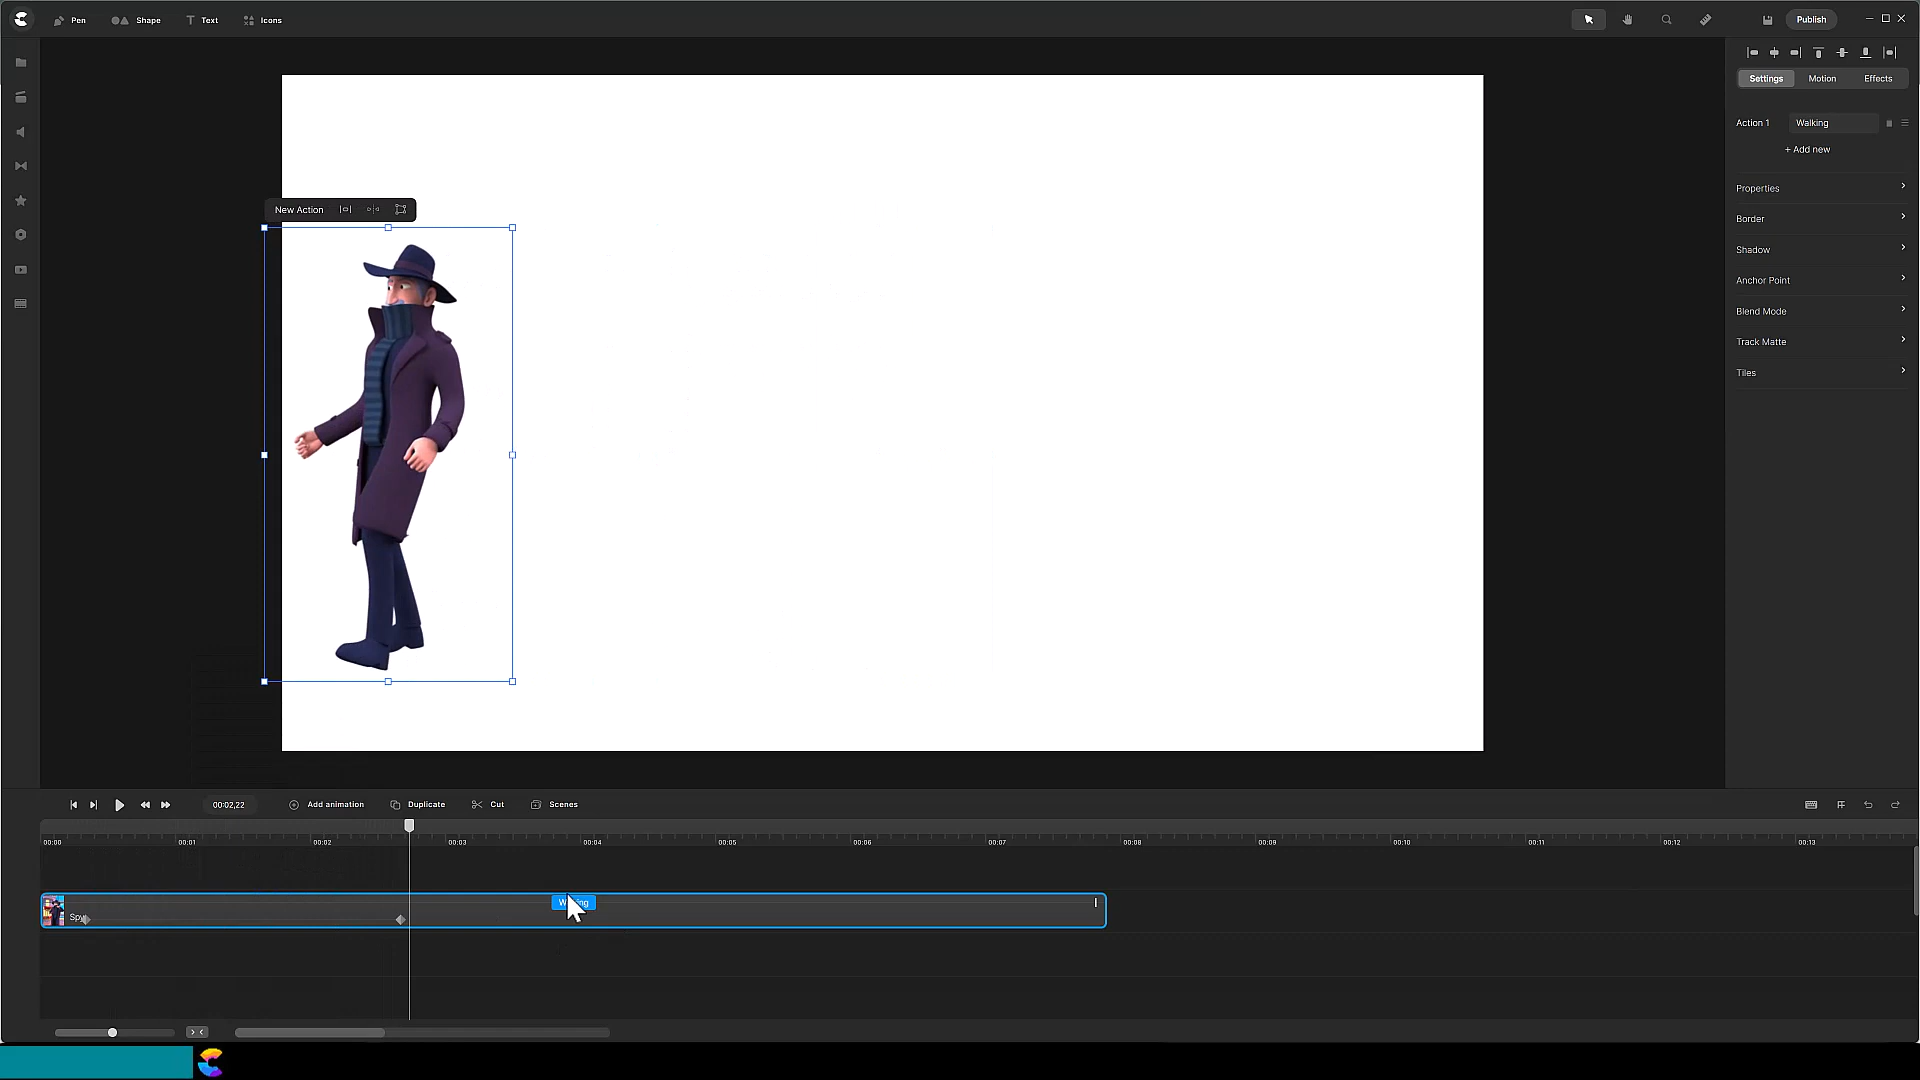 Pen
Shape
Text
Icons
Publish
Settings
Motion
Effects
Action 1
Walking
+ Add new
Properties
Border
Shadow
Anchor Point
Blend Mode
Track Matte
Tiles
New Action
00:02,22
Add animation
Duplicate
Cut
Scenes
00:00
00:01
00:02
00:03
00:04
00:05
00:06
00:07
00:08
00:09
00:10
00:11
00:12
00:13
Spy